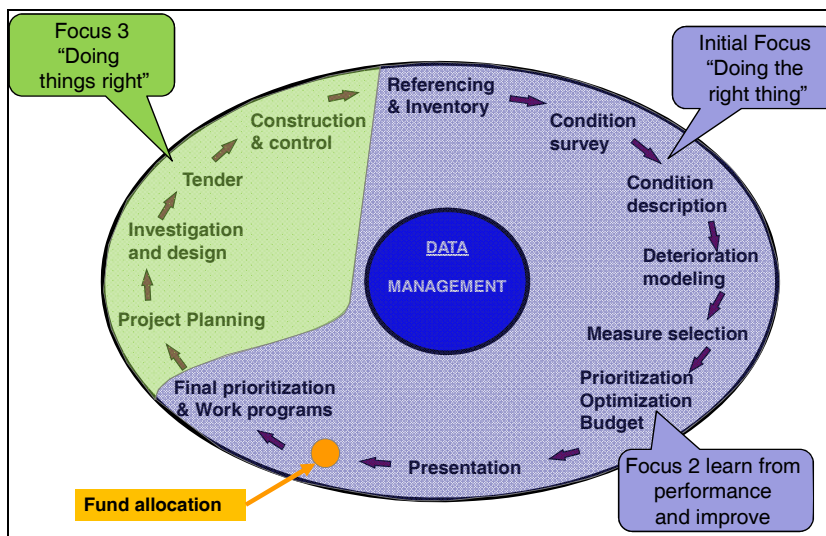 Focus 3
“Doing
things right”
Initial Focus
“Doing the
right thing”
Referencing
& Inventory
Construction
& control
Condition
survey
Tender
Condition
description
Investigation
and design
DATA
MANAGEMENT
Deterioration
modeling
Project Planning
Measure selection
Final prioritization
& Work programs
Prioritization
Optimization
Budget
Presentation
Focus 2 learn from
performance
and improve
Fund allocation